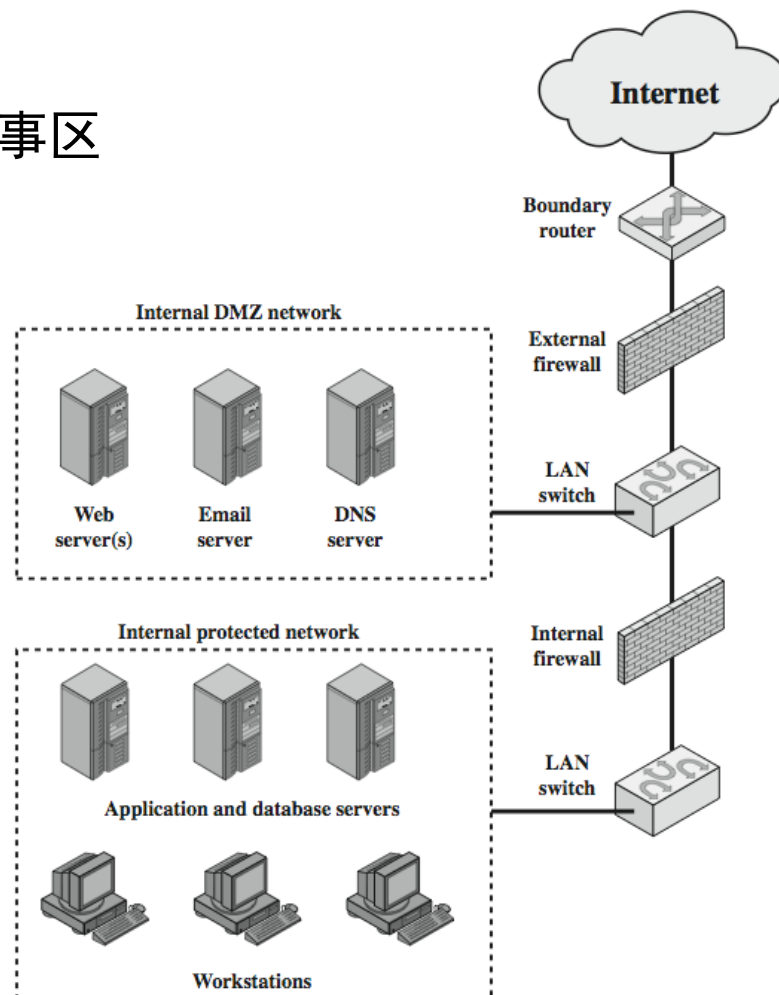 事区
Internet
Boundary
router
Internal DMZ network
External
firewall
Web
server(s)
Email
server
DNS
server
LAN
switch
Internal protected network
Internal
firewall
Application and database servers
LAN
switch
Workstations